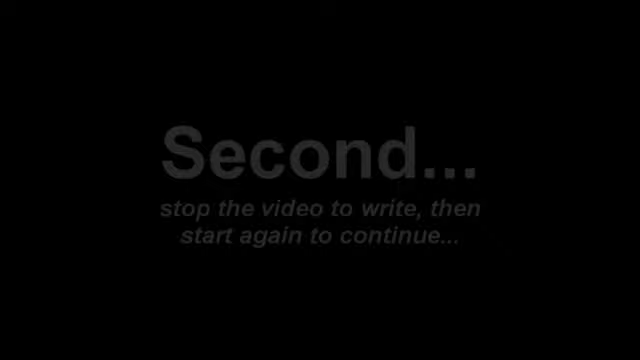 Second...
stop the video to write, then
start again to continue...